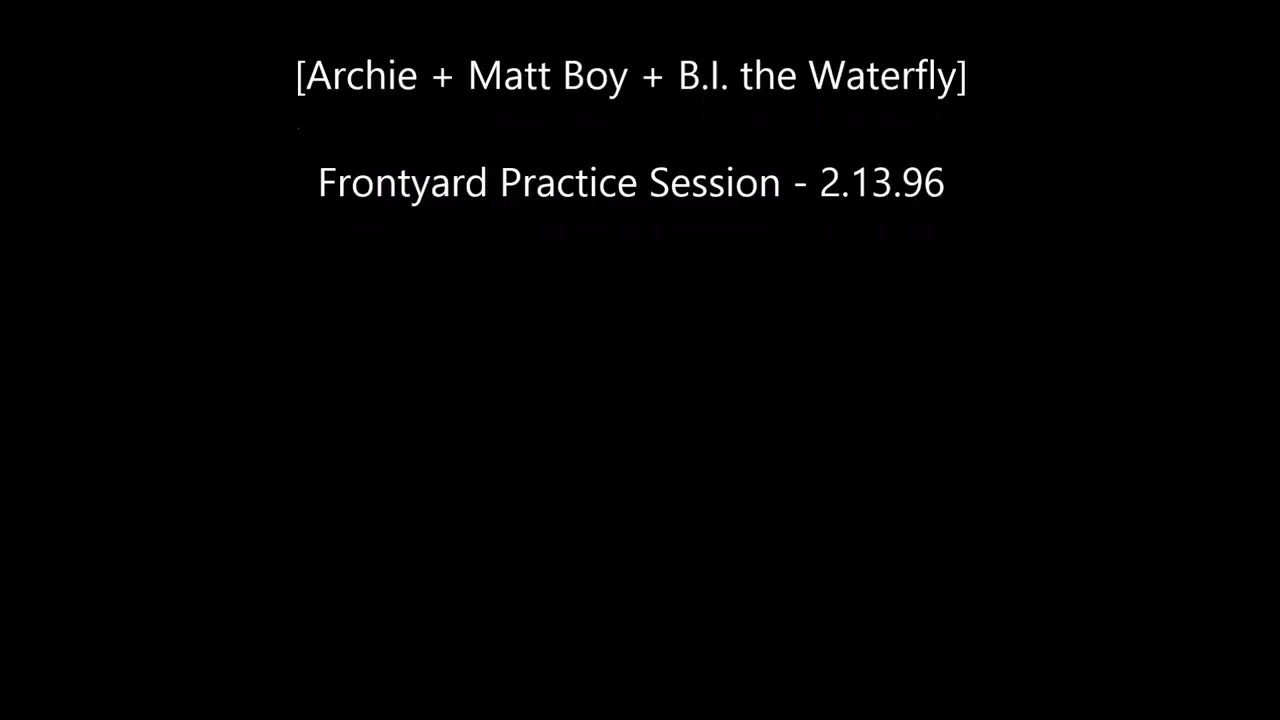 [Archie + Matt Boy + B.I. the Waterfly]
Frontyard Practice Session - 2.13.96